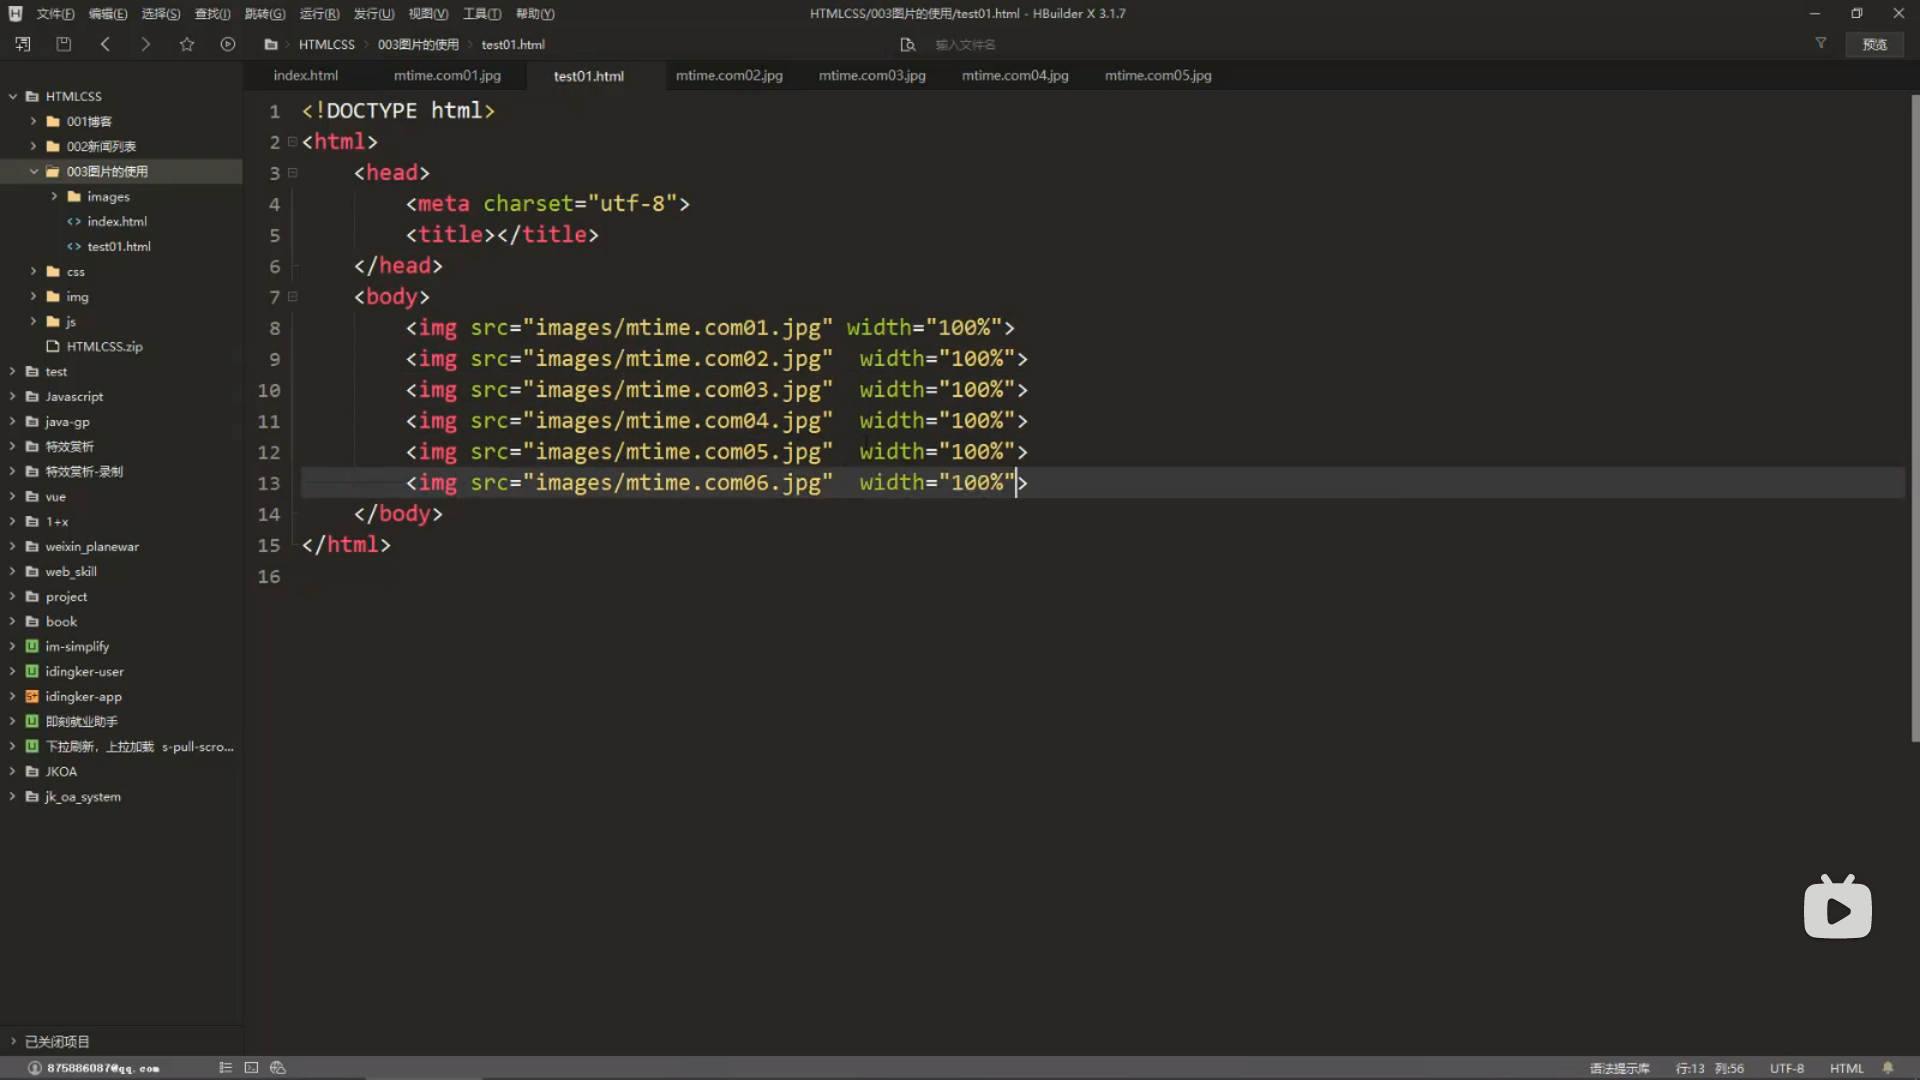 文件(F) 编辑(E) 选择(S) 查找(I) 跳转(G) 运行(R) 发行(U) 视图(V) 工具(T) 帮助(Y) HTMLCSS/003图片的使用/test01.html - HBuilder X 3.1.7
HTMLCSS 003图片的使用 test01.html 输入文件名 预览
index.html mtime.com01.jpg test01.html mtime.com02.jpg mtime.com03.jpg mtime.com04.jpg mtime.com05.jpg
HTMLCSS
001博客
002新闻列表
003图片的使用
images
index.html
test01.html
css
img
js
HTMLCSS.zip
test
Javascript
java-gp
特效赏析
特效赏析-录制
vue
1+x
weixin_planewar
web_skill
project
book
im-simplify
idingker-user
idingker-app
即刻就业助手
下拉刷新，上拉加载 s-pull-scro...
JKOA
jk_oa_system
已关闭项目
1 <!DOCTYPE html>
2 <html>
3 <head>
4 <meta charset="utf-8">
5 <title></title>
6 </head>
7 <body>
8 <img src="images/mtime.com01.jpg" width="100%">
9 <img src="images/mtime.com02.jpg"  width="100%">
10 <img src="images/mtime.com03.jpg"  width="100%">
11 <img src="images/mtime.com04.jpg"  width="100%">
12 <img src="images/mtime.com05.jpg"  width="100%">
13 <img src="images/mtime.com06.jpg"  width="100%">
14 </body>
15 </html>
16
875886087@qq.com 语法提示库 行:13 列:56 UTF-8 HTML